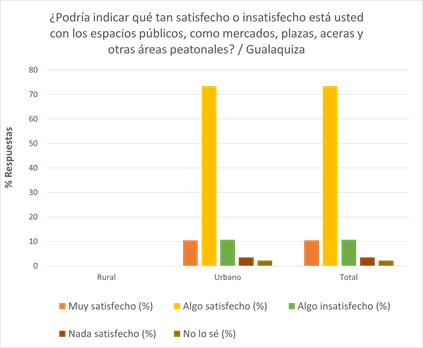 ¿Podría indicar qué tan satisfecho o insatisfecho está usted
con los espacios públicos, como mercados, plazas, aceras y
otras áreas peatonales? / Gualaquiza
80
70
60
50
40
30
20
10
0
% Respuestas
Rural Urbano Total
Muy satisfecho (%) Algo satisfecho (%) Algo insatisfecho (%)
Nada satisfecho (%) No lo sé (%)